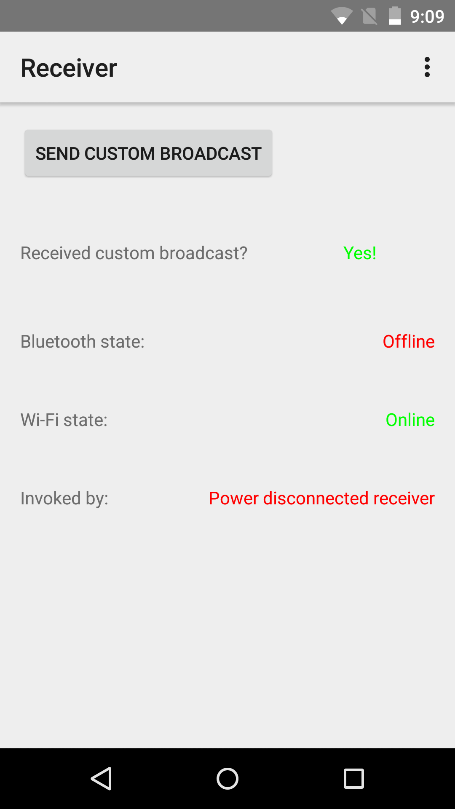 9:09
Receiver
SEND CUSTOM BROADCAST
Received custom broadcast? Yes!
Bluetooth state: Offline
Wi-Fi state: Online
Invoked by: Power disconnected receiver